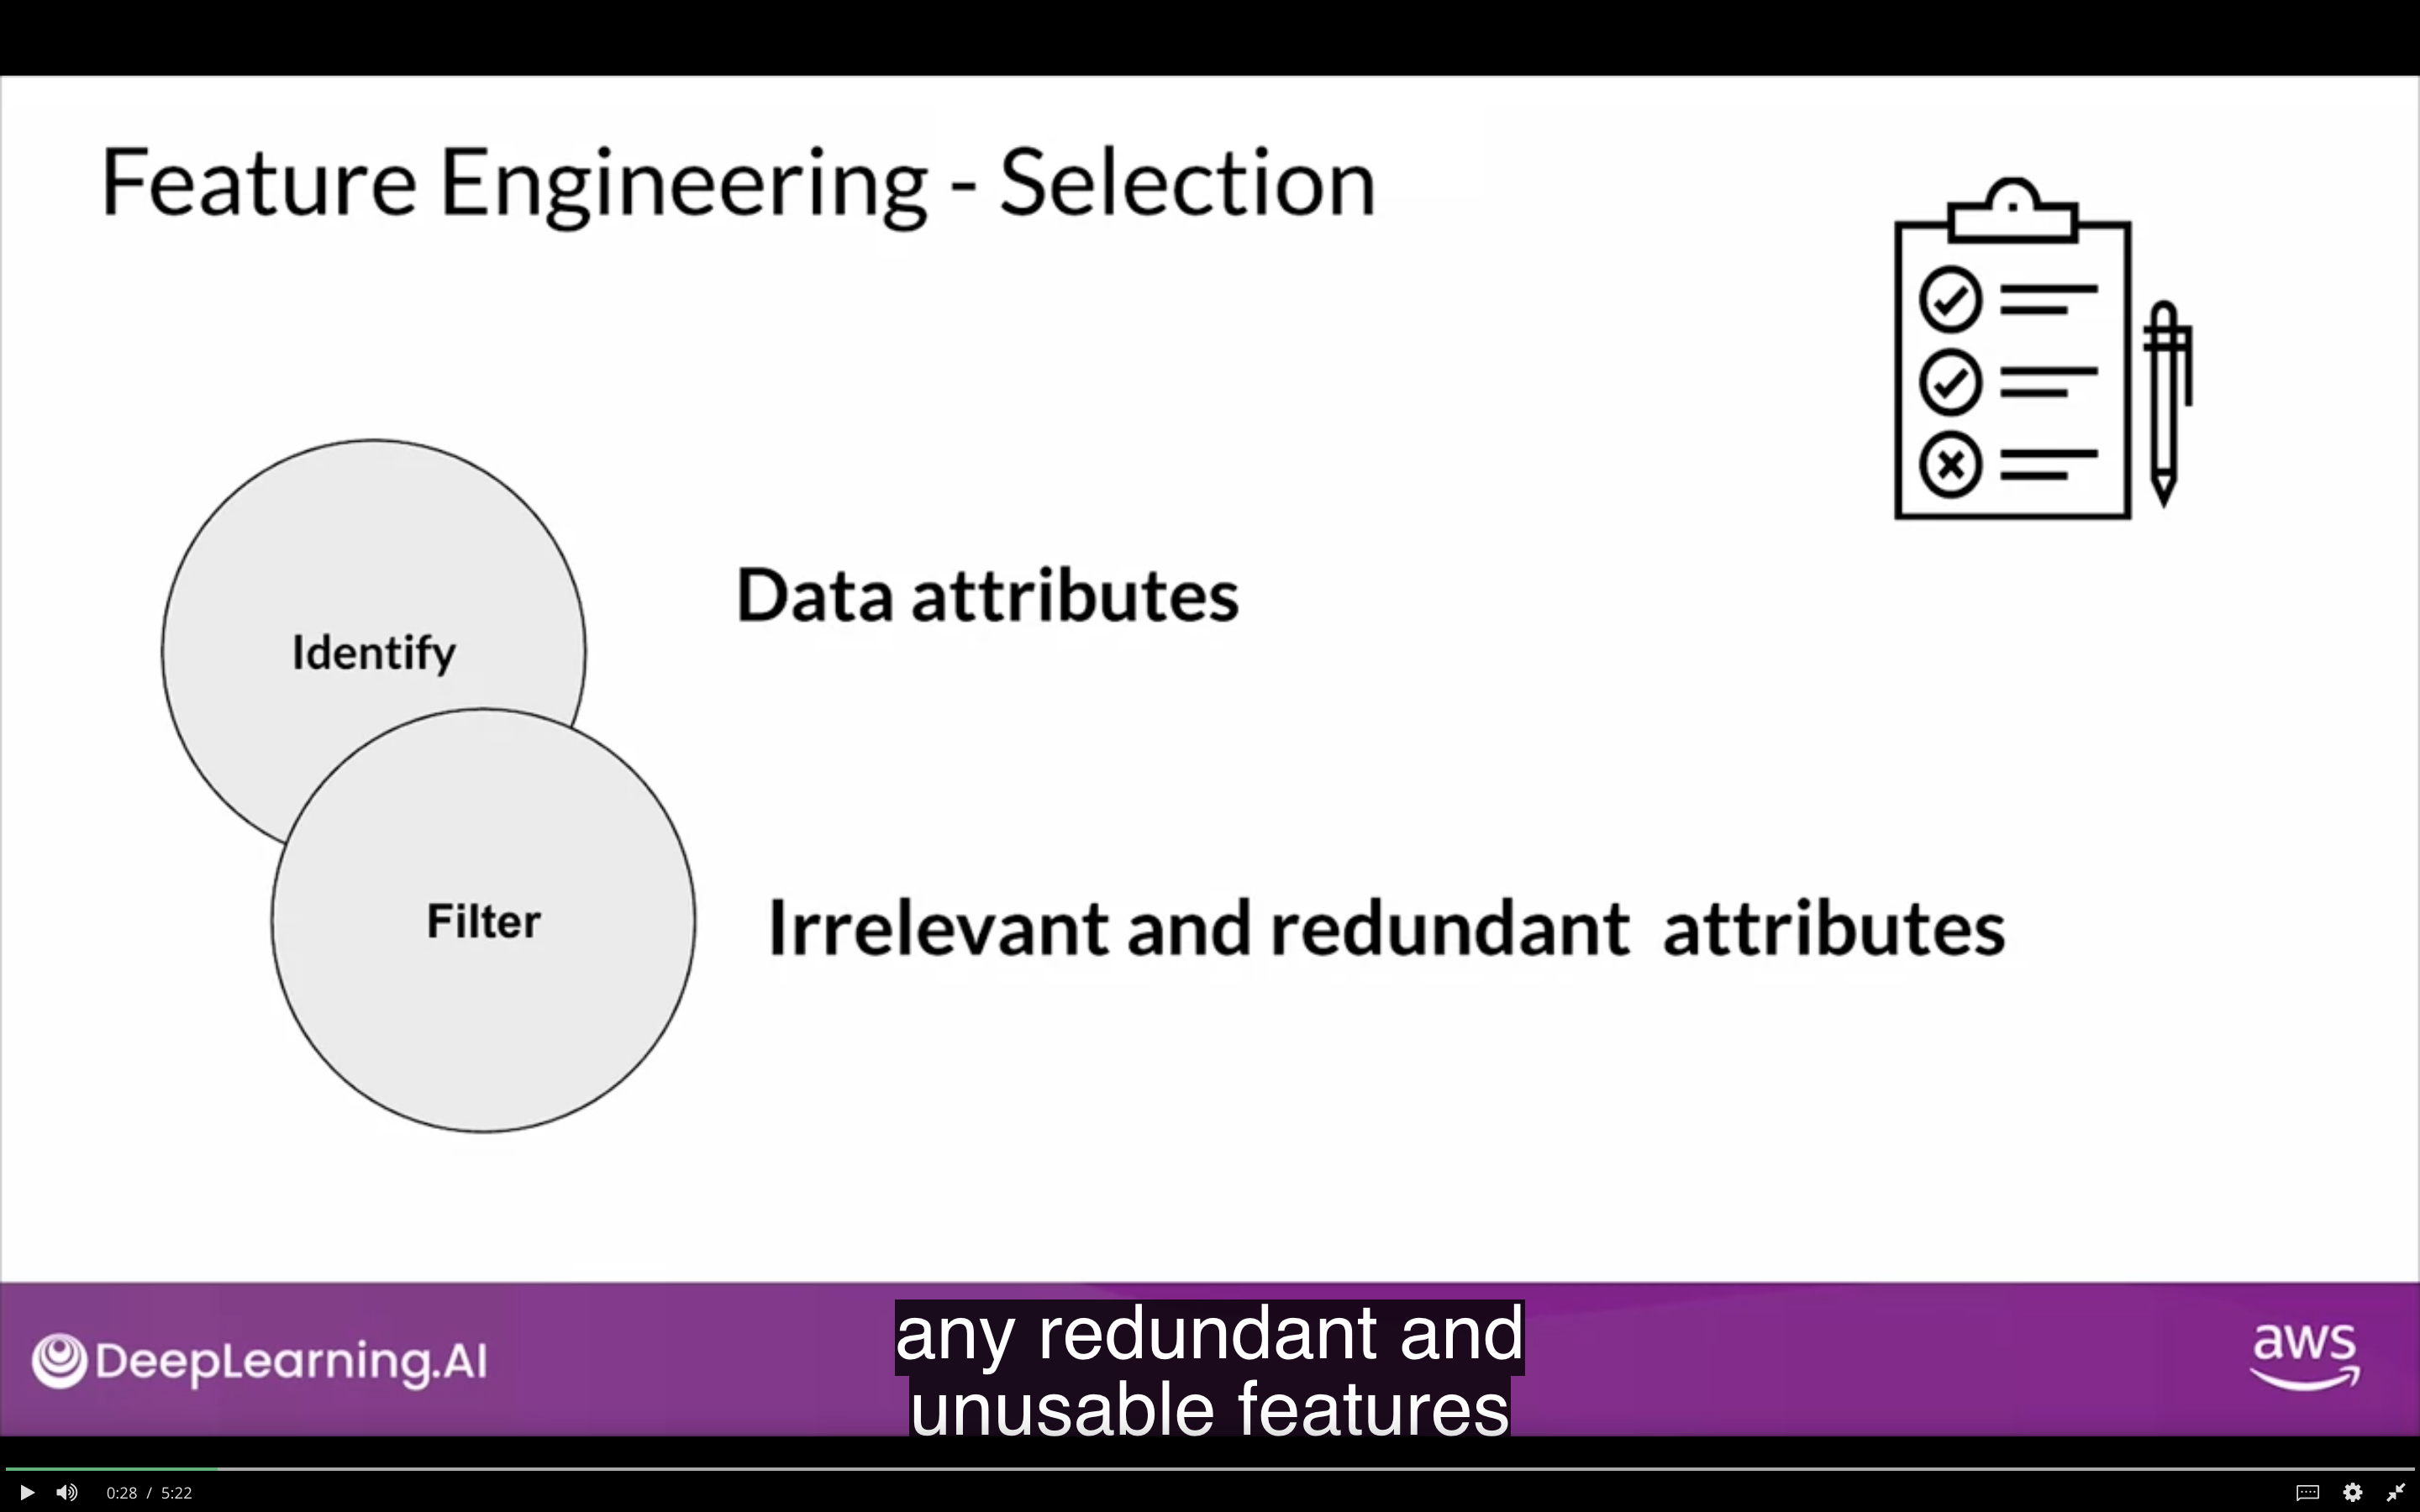 Feature Engineering - Selection
Identify
Data attributes
Filter
Irrelevant and redundant attributes
DeepLearning.AI
any redundant and
unusable features
aws
0:28 / 5:22